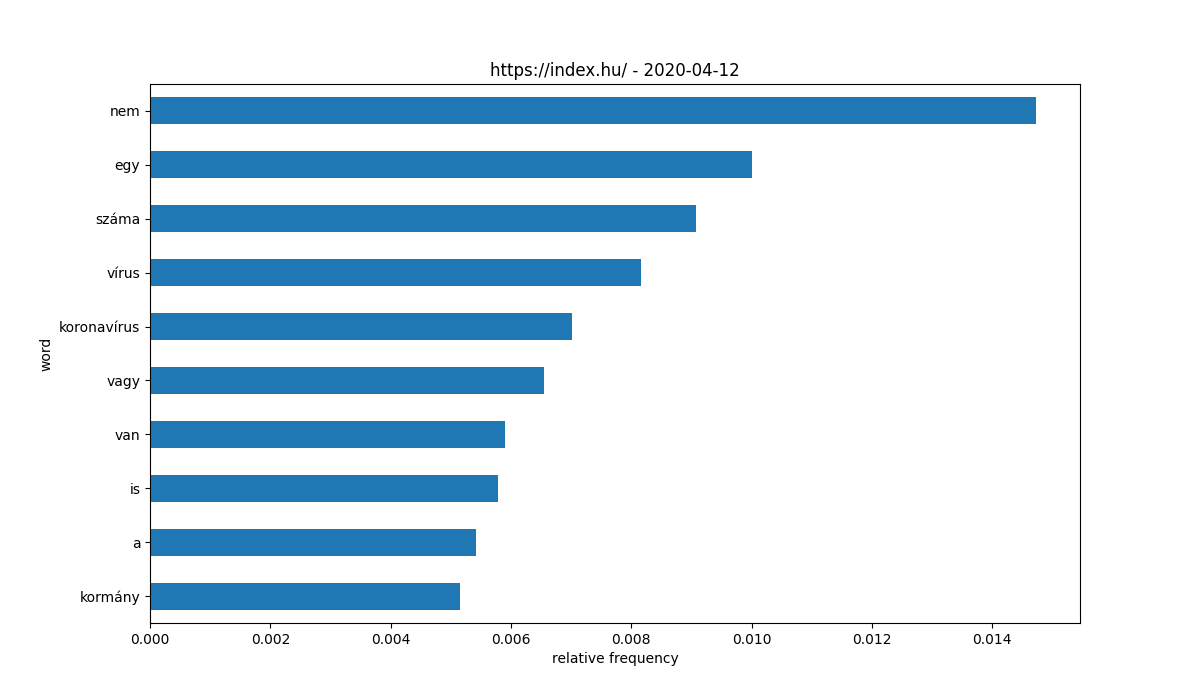 https://index.hu/ - 2020-04-12
nem
egy
száma
vírus
koronavírus
vagy
van
is
a
kormány
word
0.000 0.002 0.004 0.006 0.008 0.010 0.012 0.014
relative frequency